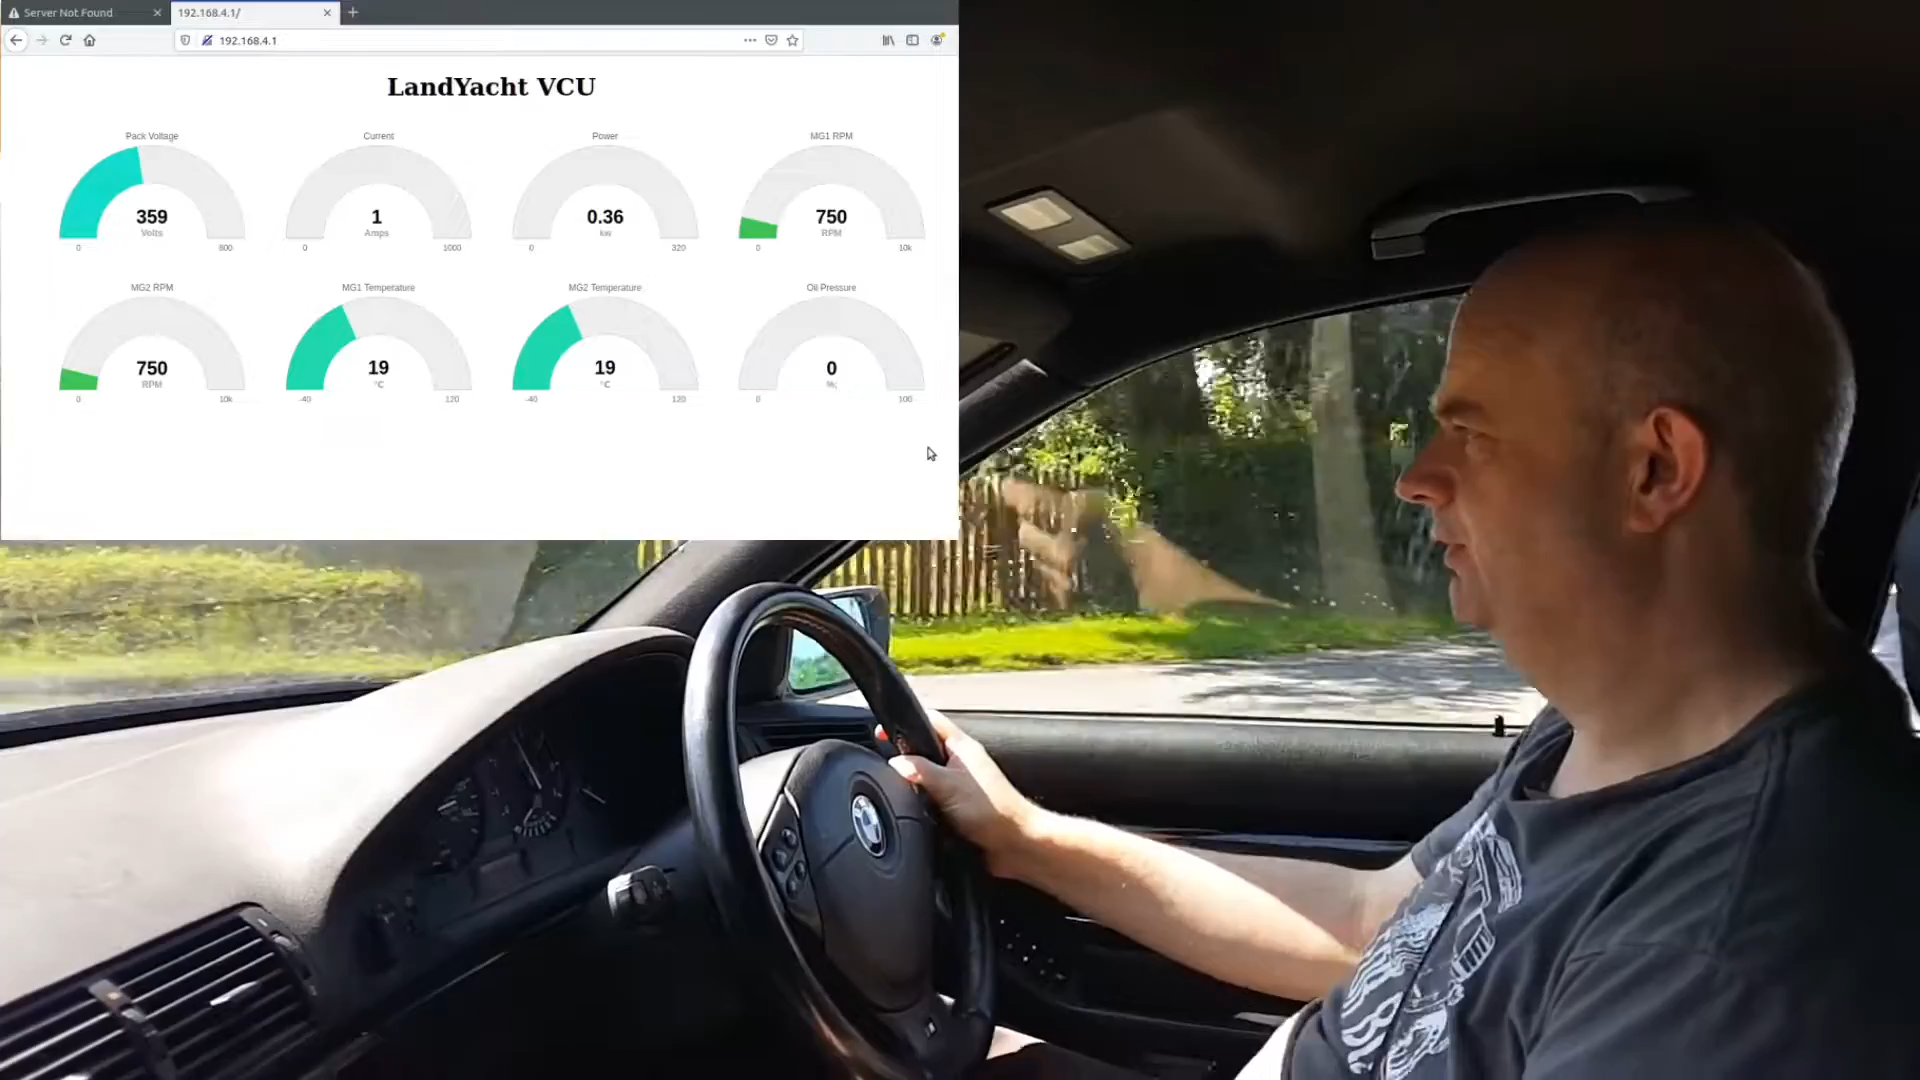 Server Not Found
192.168.4.1/
192.168.4.1
LandYacht VCU
Pack Voltage
359
Volts
0 800
Current
1
Amps
0 1000
Power
0.36
kw
0 320
MG1 RPM
750
RPM
0 10k
MG2 RPM
750
RPM
0 10k
MG1 Temperature
19
°C
-40 120
MG2 Temperature
19
°C
-40 120
Oil Pressure
0
%;
0 100